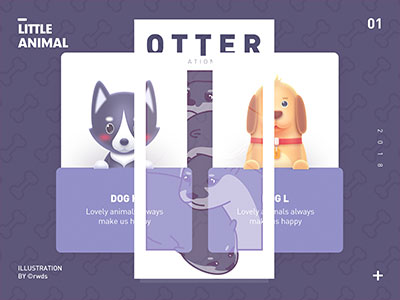 LITTLE
ANIMAL
01
OTTER
2018
DOG
Lovely animals always
make us happy
G L
Lovely animals always
make us happy
ILLUSTRATION
BY ©rwds
+